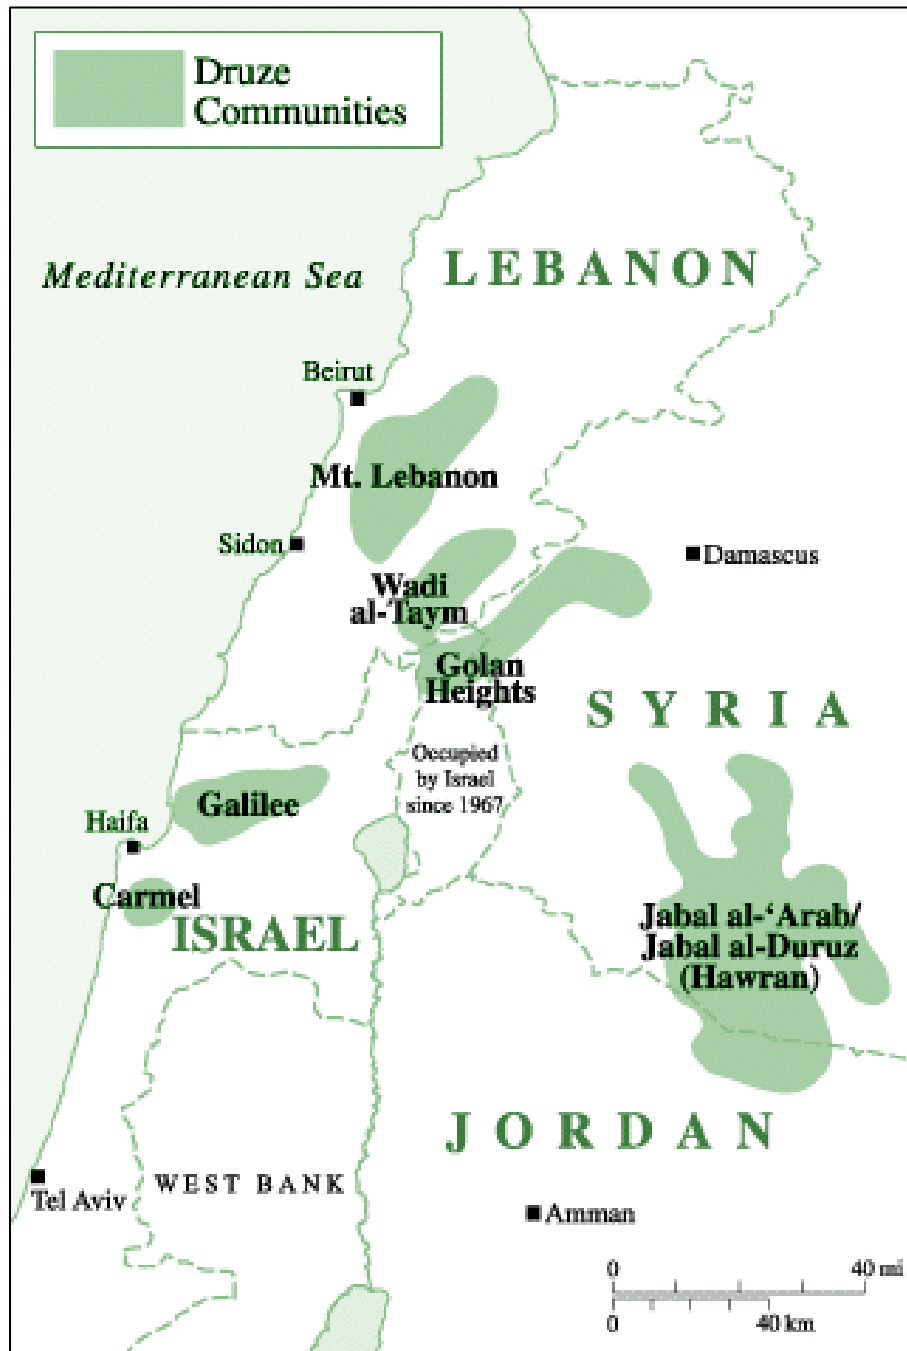 Druze
Communities
LEBANON
Mediterranean Sea
Beirut
Mt. Lebanon
Sidon
Damascus
Wadi
al-Taym
Golan
Heights
SYRIA
Occupied
by Israel
since 1967
Galilee
Haifa
Carmel
ISRAEL
Jabal al-‘Arab/
Jabal al-Duruz
(Hawran)
JORDAN
WEST BANK
Tel Aviv
Amman
0 40 mi
0 40 km